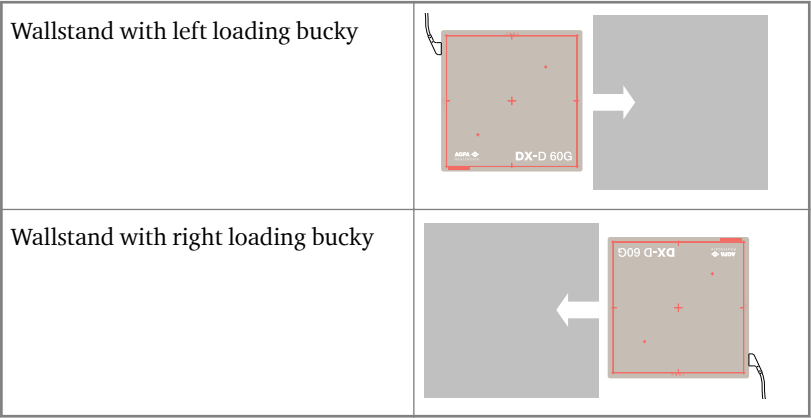 Wallstand with left loading bucky
AGFA
DX-D 60G
Wallstand with right loading bucky
DX-D 60G
AGFA